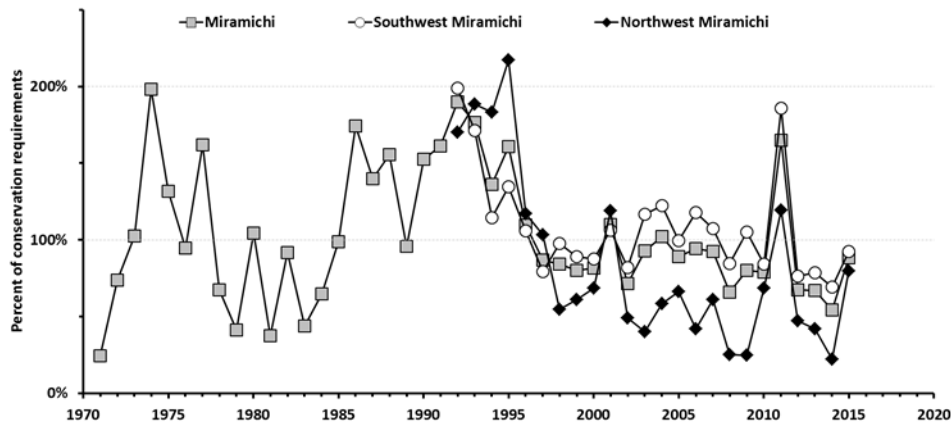 Miramichi Southwest Miramichi Northwest Miramichi
Percent of conservation requirements
200%
100%
0%
1970 1975 1980 1985 1990 1995 2000 2005 2010 2015 2020